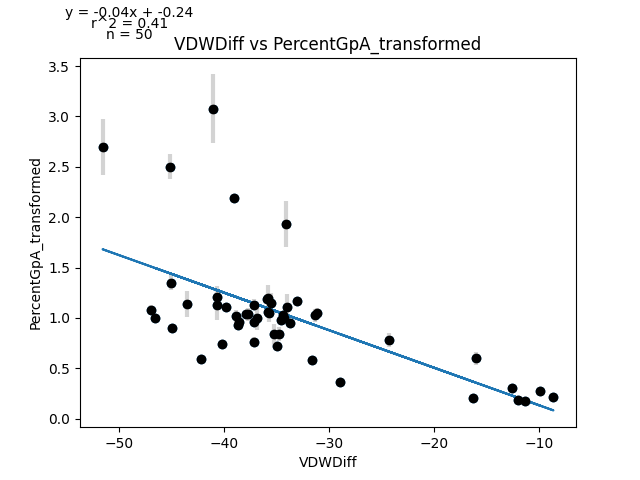 y = -0.04x + -0.24
r^2 = 0.41
n = 50
VDWDiff vs PercentGpA_transformed
3.5
3.0
2.5
2.0
1.5
1.0
0.5
0.0
PercentGpA_transformed
−50
−40
−30
−20
−10
VDWDiff